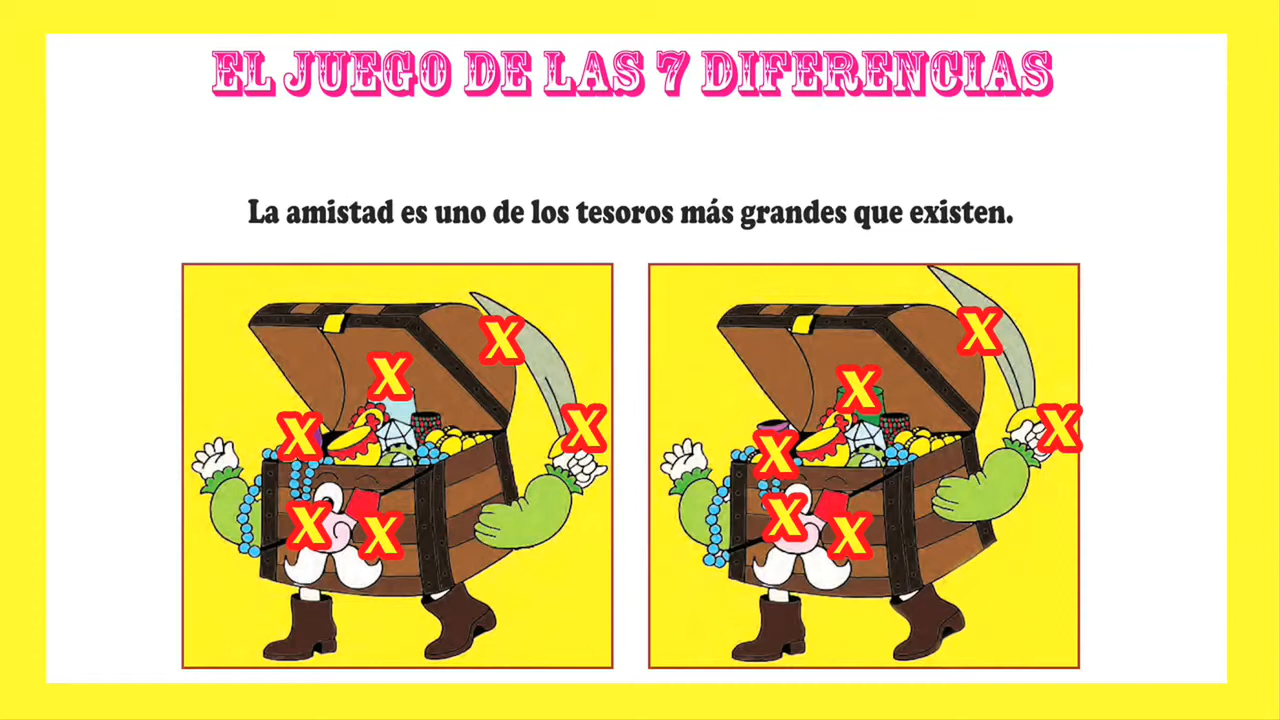 EL JUEGO DE LAS 7 DIFERENCIAS
La amistad es uno de los tesoros más grandes que existen.
X X
X X
X X
X X
X X X X
X X X X